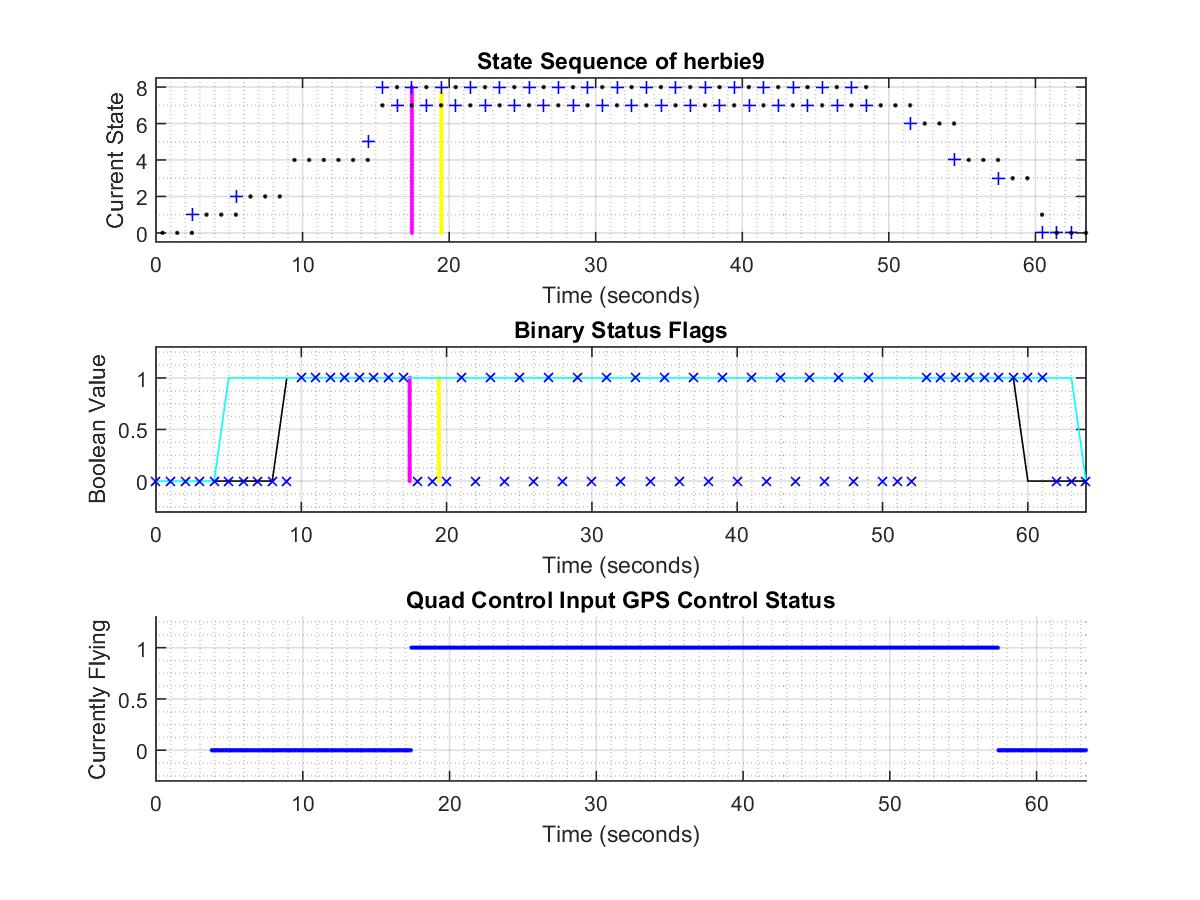 State Sequence of herbie9
Current State
8
6
4
2
0
0 10 20 30 40 50 60
Time (seconds)
Binary Status Flags
Boolean Value
1
0.5
0
0 10 20 30 40 50 60
Time (seconds)
Quad Control Input GPS Control Status
Currently Flying
1
0.5
0
0 10 20 30 40 50 60
Time (seconds)